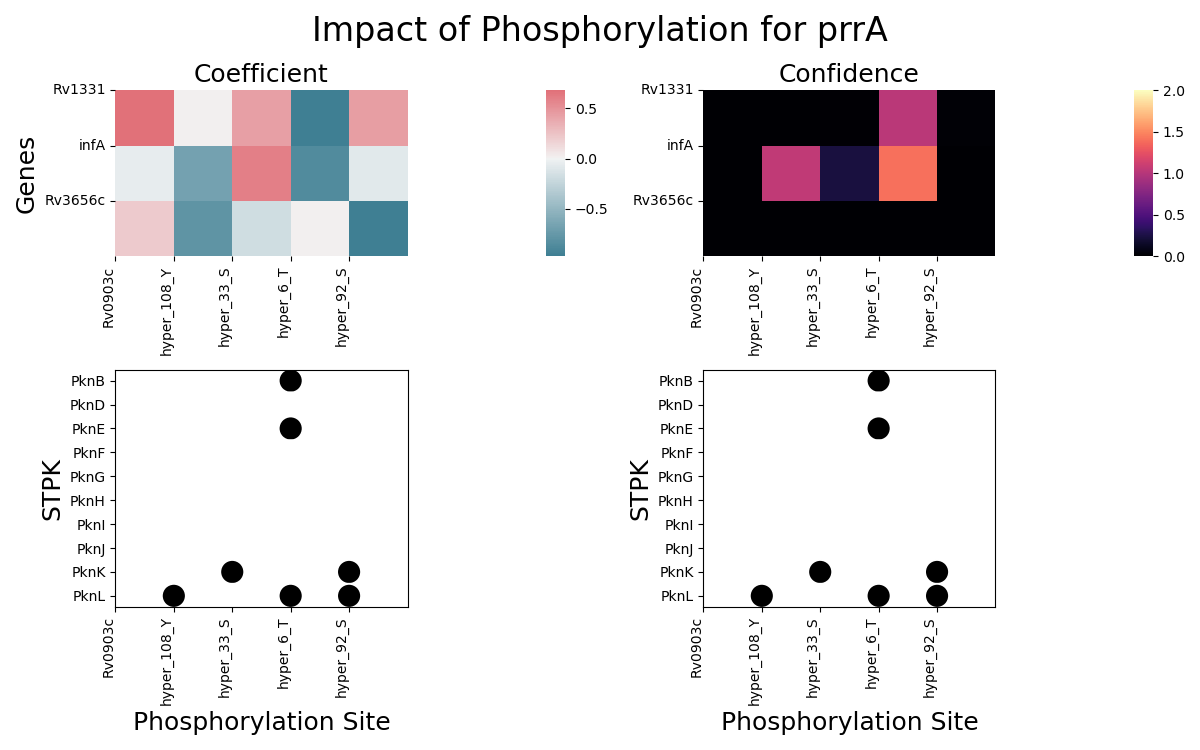 Impact of Phosphorylation for prrA
Coefficient
Genes
Rv1331
infA
Rv3656c
Rv0903c
hyper_108_Y
hyper_33_S
hyper_6_T
hyper_92_S
0.5
0.0
−0.5
Confidence
Rv1331
infA
Rv3656c
Rv0903c
hyper_108_Y
hyper_33_S
hyper_6_T
hyper_92_S
2.0
1.5
1.0
0.5
0.0
STPK
PknB
PknD
PknE
PknF
PknG
PknH
PknI
PknJ
PknK
PknL
Rv0903c
hyper_108_Y
hyper_33_S
hyper_6_T
hyper_92_S
Phosphorylation Site
STPK
PknB
PknD
PknE
PknF
PknG
PknH
PknI
PknJ
PknK
PknL
Rv0903c
hyper_108_Y
hyper_33_S
hyper_6_T
hyper_92_S
Phosphorylation Site